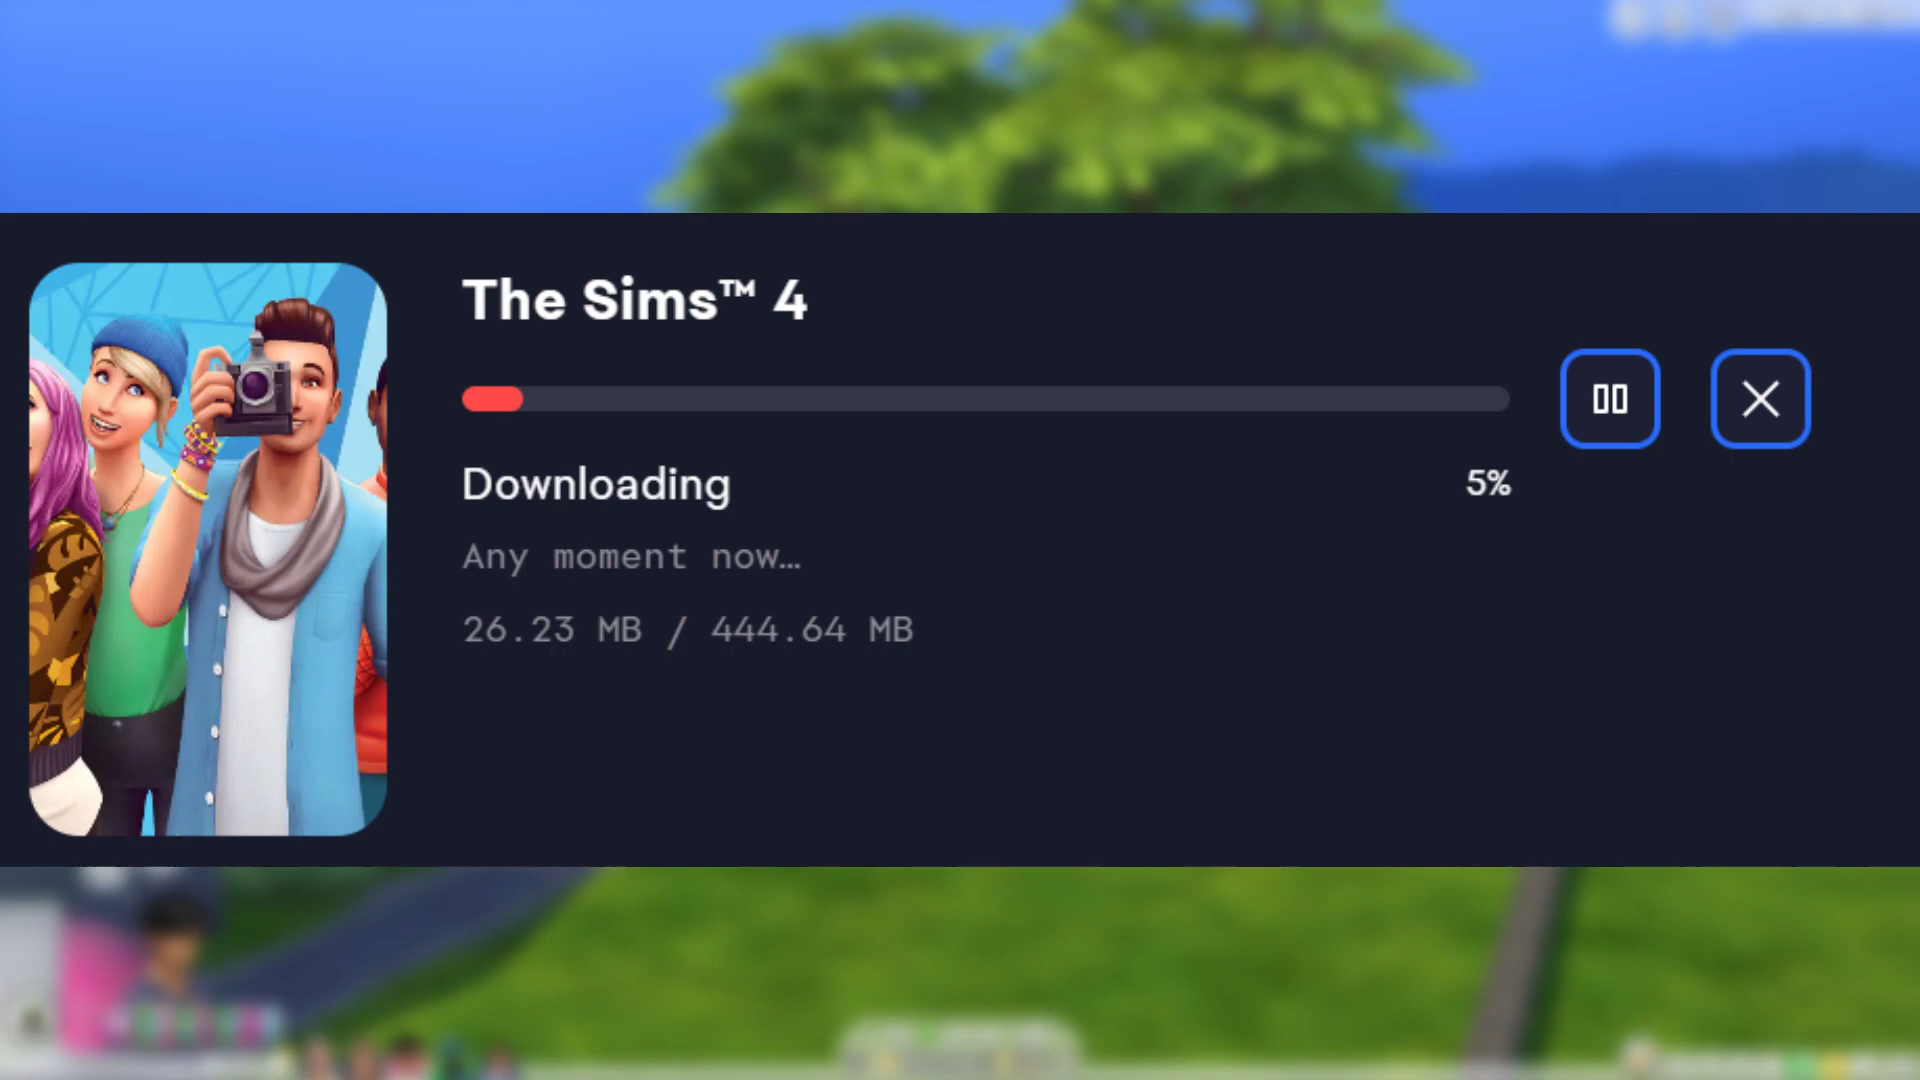 The Sims™ 4
Downloading
5%
Any moment now…
26.23 MB / 444.64 MB